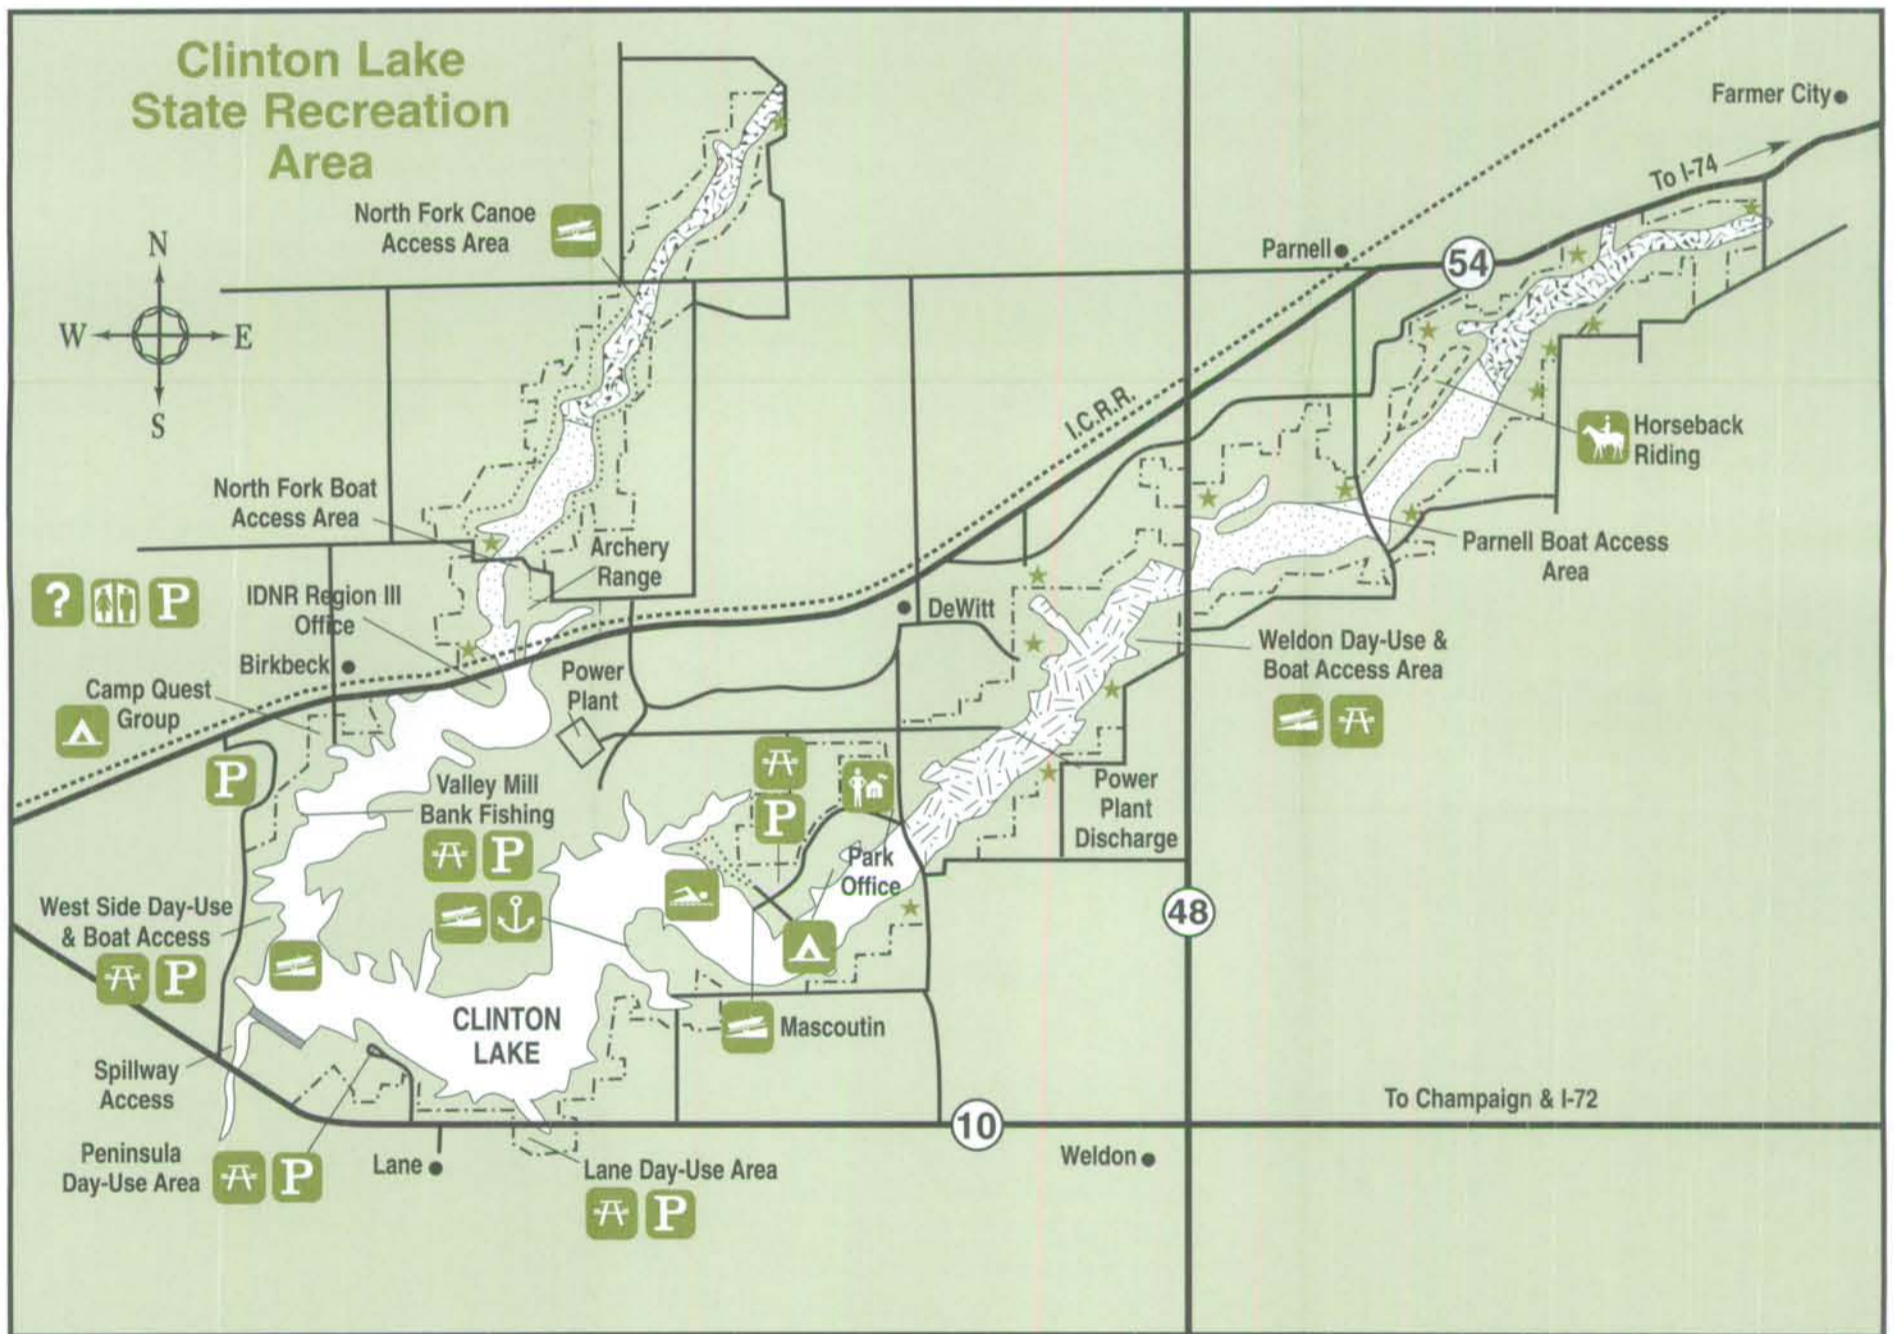 Clinton Lake
State Recreation
Area
Farmer City
To I-74
North Fork Canoe
Access Area
N
W
E
S
Parnell
54
I.C.R.R.
Horseback
Riding
North Fork Boat
Access Area
Archery
Range
Parnell Boat Access
Area
?
P
IDNR Region III
Office
DeWitt
Weldon Day-Use &
Boat Access Area
Birkbeck
Power
Plant
Camp Quest
Group
P
Valley Mill
Bank Fishing
P
P
Power
Plant
Discharge
Park
Office
West Side Day-Use
& Boat Access
P
48
CLINTON
LAKE
Mascoutin
Spillway
Access
To Champaign & I-72
10
Peninsula
Day-Use Area
P
Lane
Lane Day-Use Area
P
Weldon